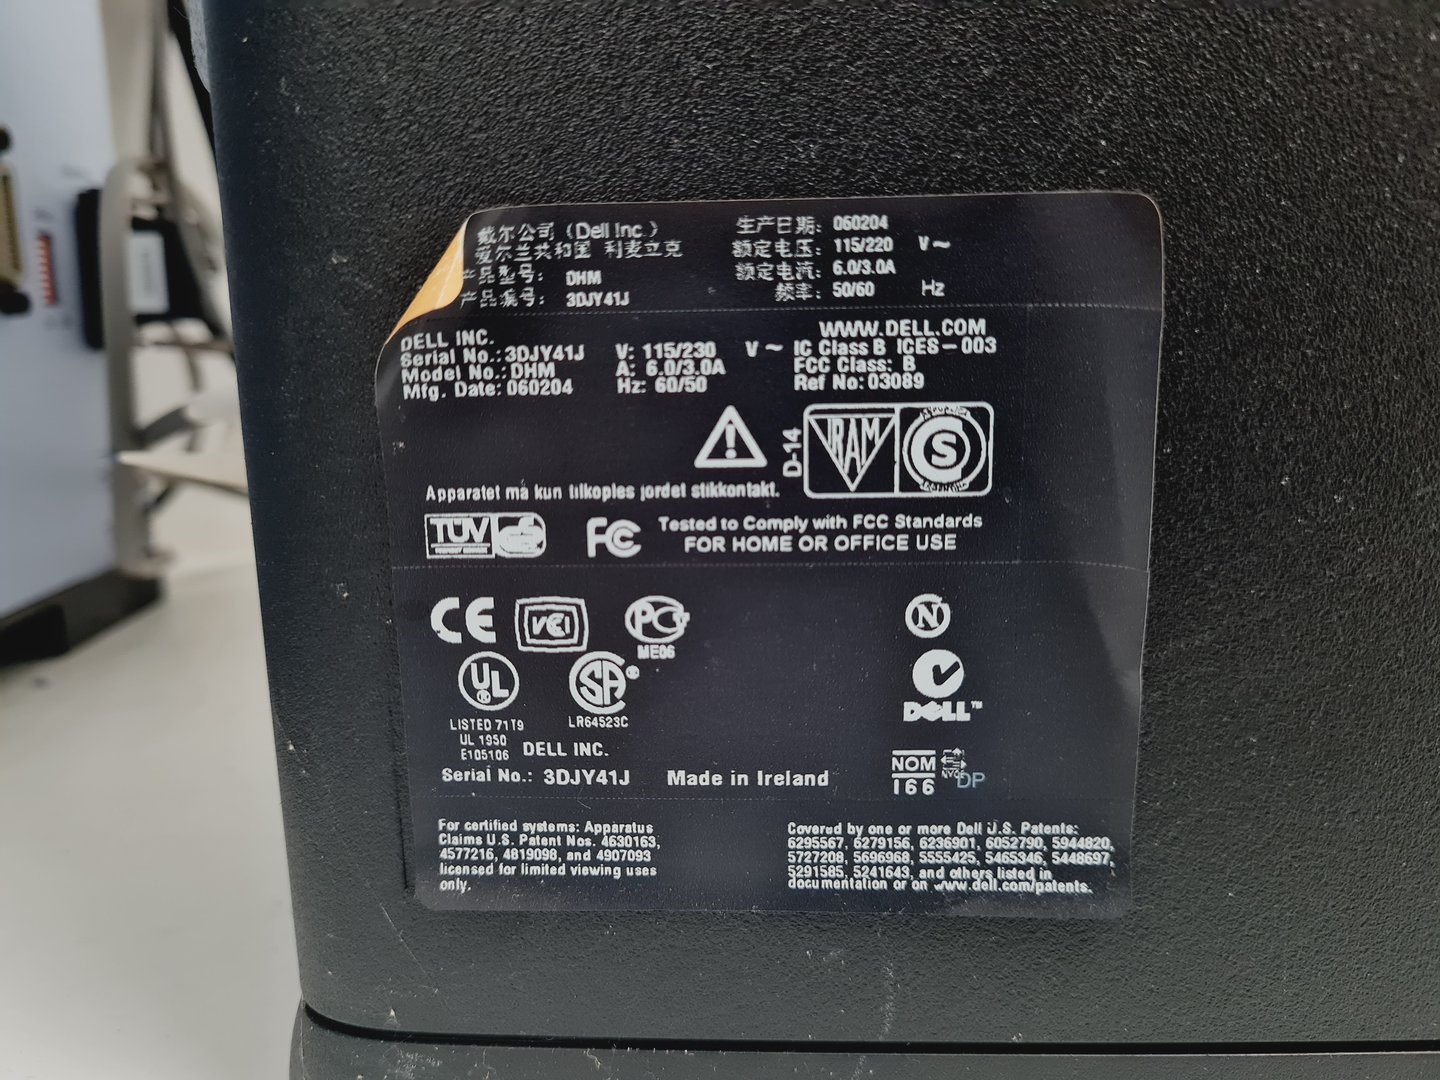 戴尔公司 (Dell Inc.)
爱尔兰共和国 利麦立克
产品型号: DHM
产品编号: 3DJY41J
生产日期: 060204
额定电压: 115/220 V~
额定电流: 6.0/3.0A
频率: 50/60 Hz
DELL INC.
Serial No.: 3DJY41J
Model No.: DHM
Mfg. Date: 060204
V: 115/230 V~
A: 6.0/3.0A
Hz: 60/50
WWW.DELL.COM
IC Class B ICES-003
FCC Class: B
Ref No: 03089
D-14
IRAM
S
Apparatet må kun tilkoples jordet stikkontakt.
TÜV
GS
FC
Tested to Comply with FCC Standards
FOR HOME OR OFFICE USE
CE
VCI
PC
ME06
N
UL
LISTED 71T9
UL 1950
E105106
SA
LR64523C
DELL™
DELL INC.
Serial No.: 3DJY41J
Made in Ireland
NOM
166
NYCE
DP
For certified systems: Apparatus
Claims U.S. Patent Nos. 4630163,
4577216, 4819098, and 4907093
licensed for limited viewing uses
only.
Covered by one or more Dell U.S. Patents:
6295567, 6279156, 6236901, 6052790, 5944820,
5727208, 5696968, 5555425, 5465346, 5448697,
5291585, 5241643, and others listed in
documentation or on www.dell.com/patents.